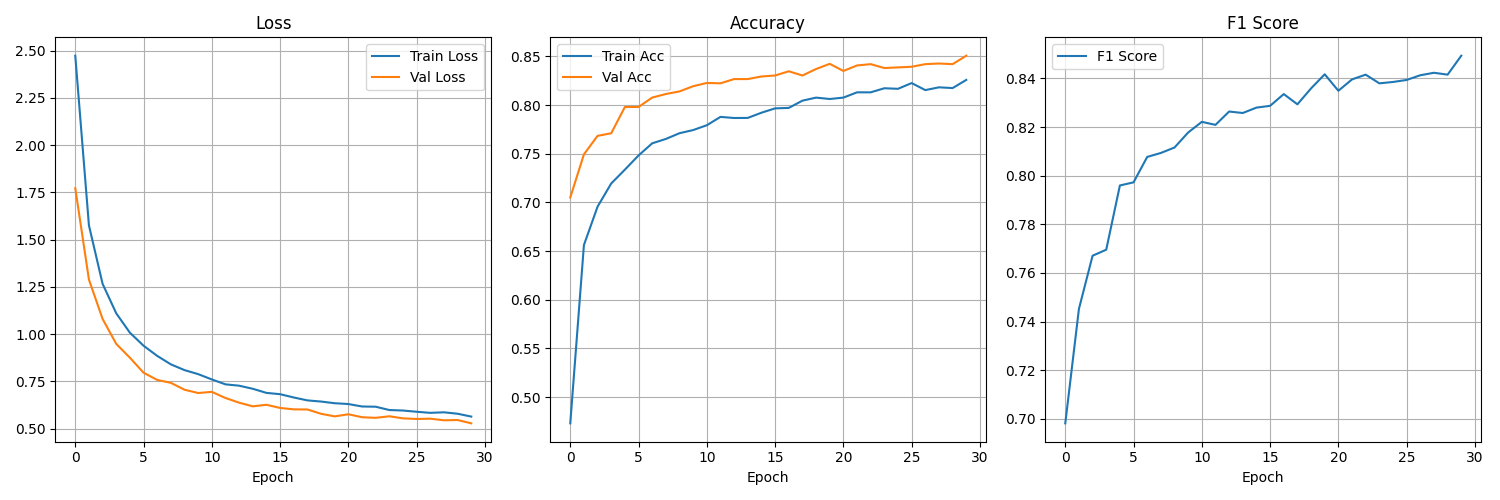 Loss
2.50
2.25
2.00
1.75
1.50
1.25
1.00
0.75
0.50
0 5 10 15 20 25 30
Epoch
Train Loss
Val Loss
Accuracy
0.85
0.80
0.75
0.70
0.65
0.60
0.55
0.50
0 5 10 15 20 25 30
Epoch
Train Acc
Val Acc
F1 Score
0.84
0.82
0.80
0.78
0.76
0.74
0.72
0.70
0 5 10 15 20 25 30
Epoch
F1 Score